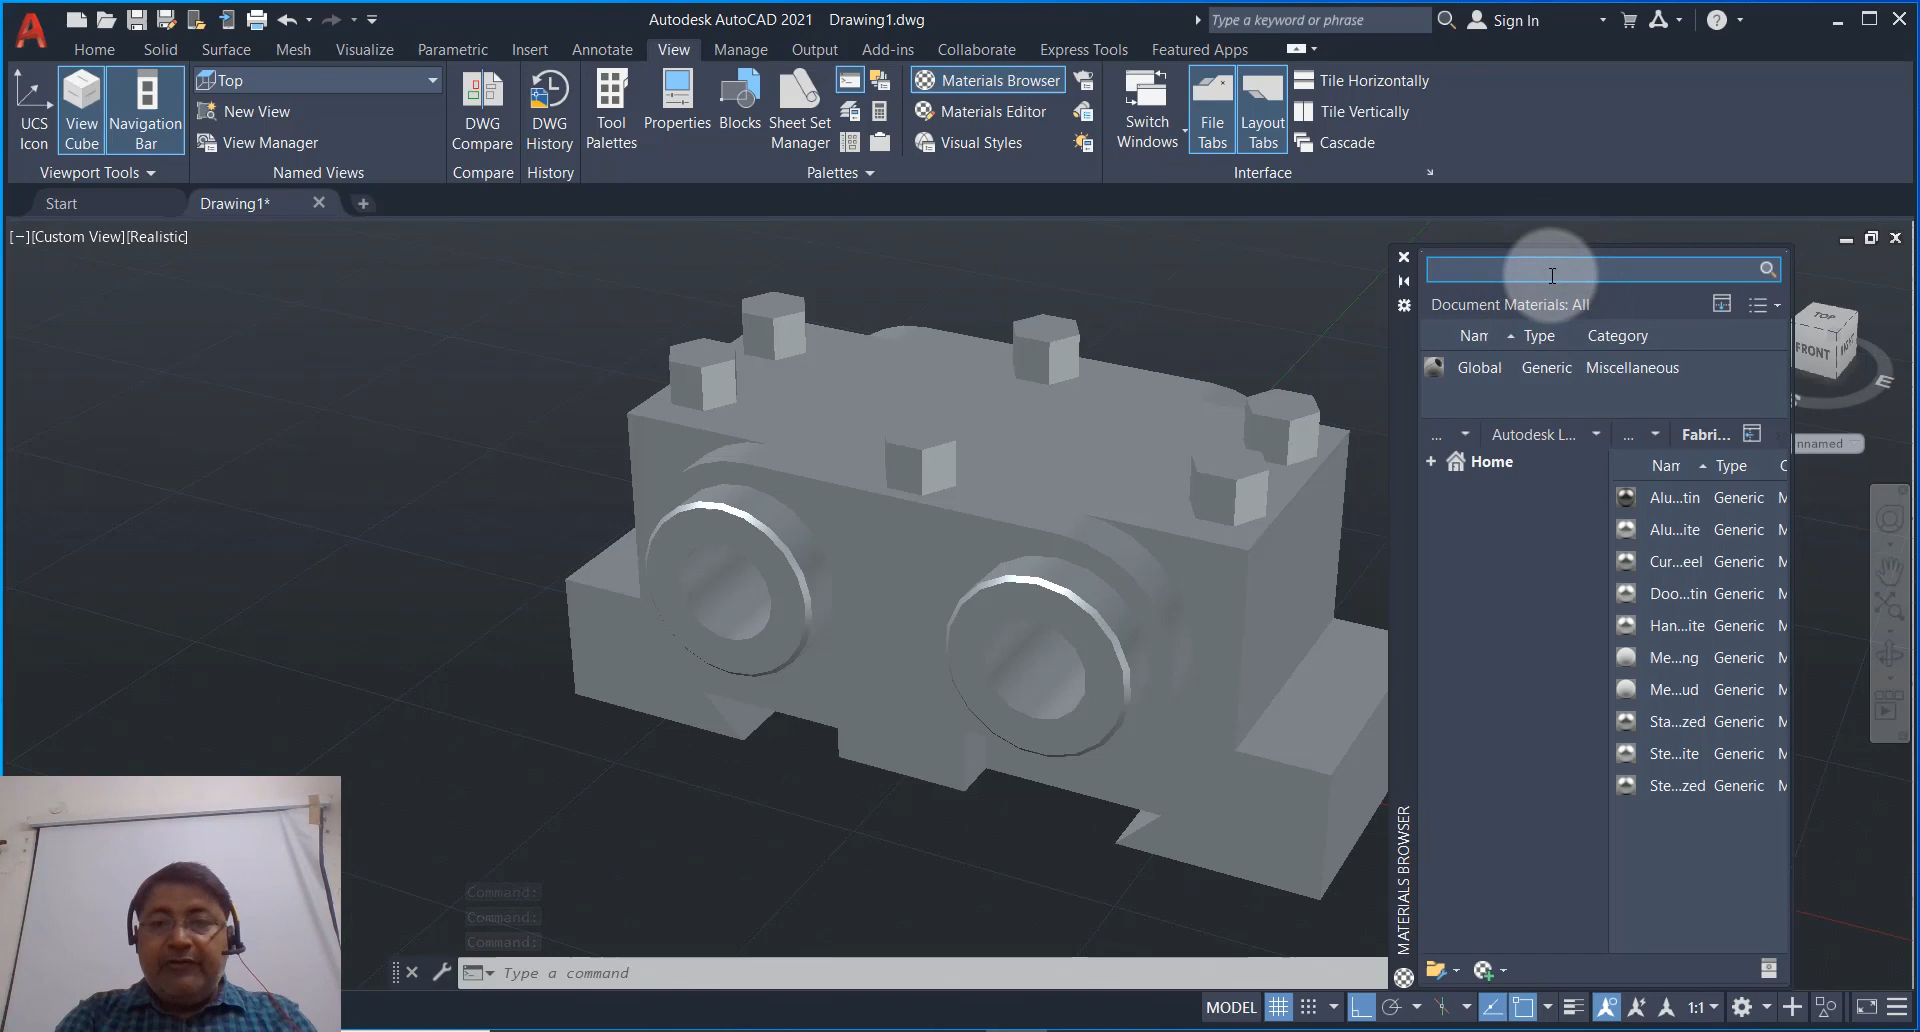 Autodesk AutoCAD 2021 Drawing1.dwg
Type a keyword or phrase
Sign In
Home Solid Surface Mesh Visualize Parametric Insert Annotate View Manage Output Add-ins Collaborate Express Tools Featured Apps
Top
New View
View Manager
UCS Icon
View Cube
Navigation Bar
DWG Compare
DWG History
Tool Palettes
Properties
Blocks
Sheet Set Manager
Materials Browser
Materials Editor
Visual Styles
Switch Windows
File Tabs
Layout Tabs
Tile Horizontally
Tile Vertically
Cascade
Viewport Tools Named Views Compare History Palettes Interface
Start Drawing1*
[−][Custom View][Realistic]
Document Materials: All
Nam Type Category
Global Generic Miscellaneous
... Autodesk L... ... Fabri...
Home
Nam Type C
Alu...tin Generic M
Alu...ite Generic M
Cur...eel Generic M
Doo...tin Generic M
Han...ite Generic M
Me...ng Generic M
Me...ud Generic M
Sta...zed Generic M
Ste...ite Generic M
Ste...zed Generic M
MATERIALS BROWSER
TOP
FRONT
RIGHT
E
S
nnamed
Command:
Command:
Command:
Type a command
MODEL
1:1